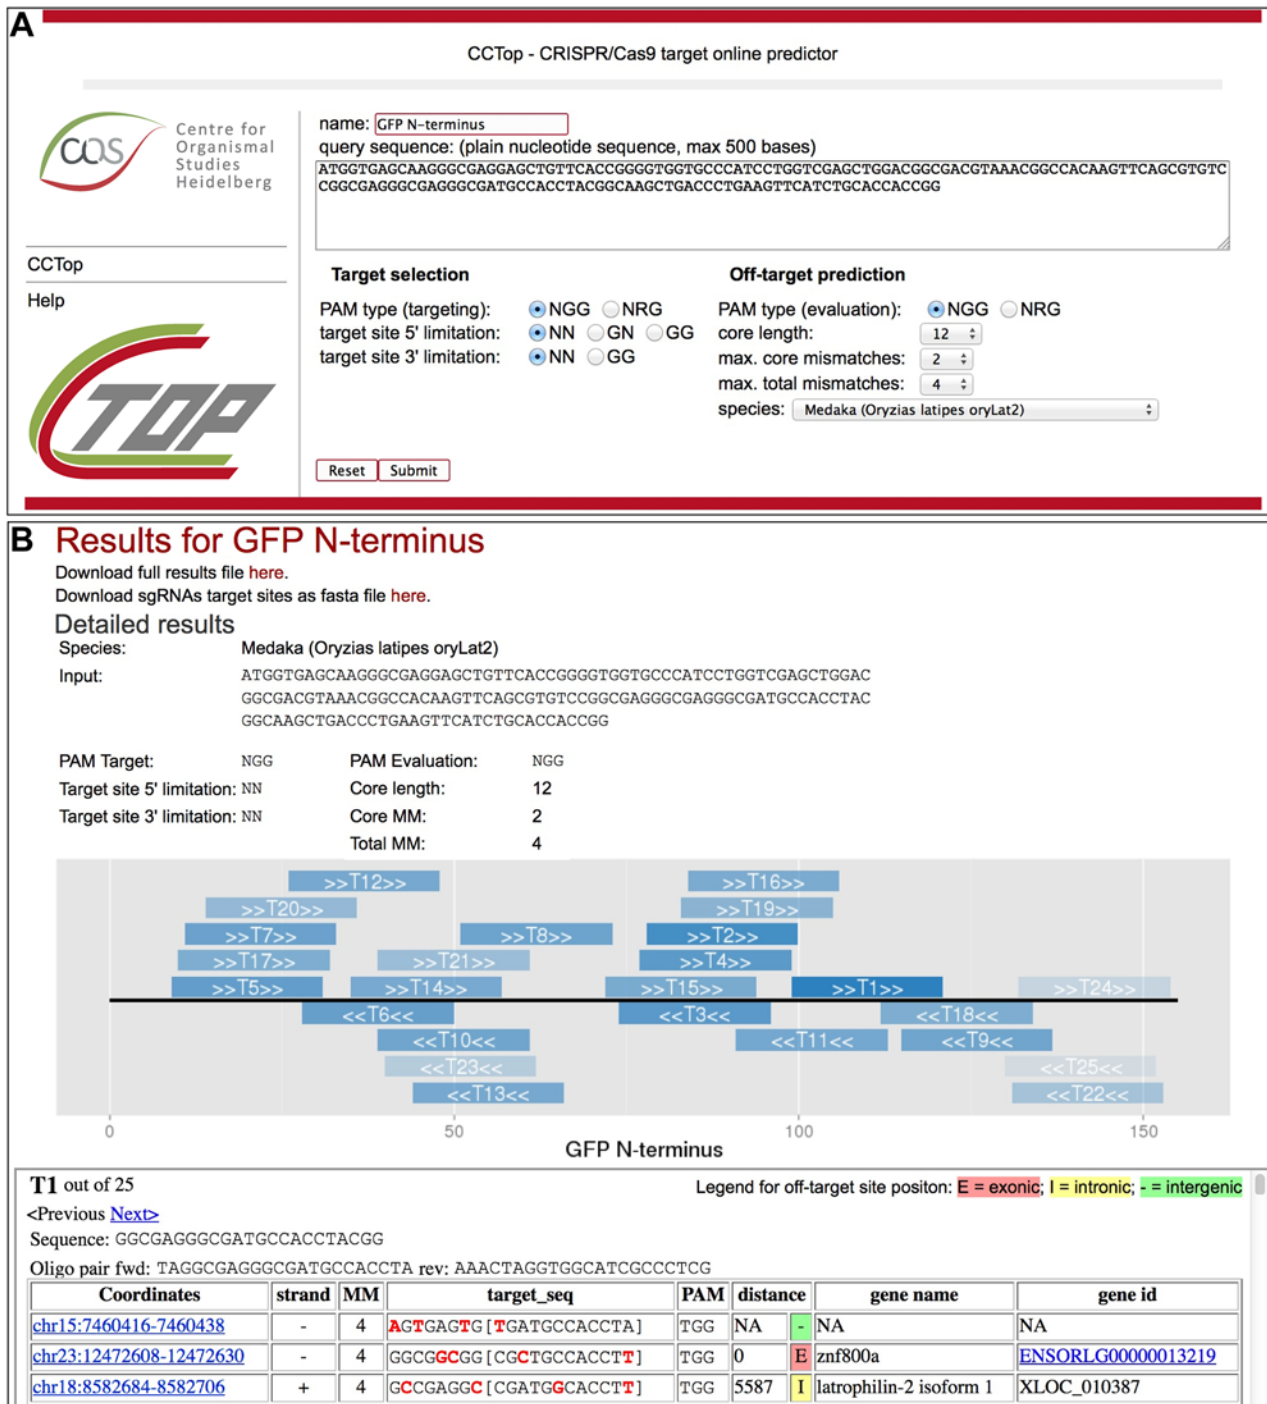 A
CCTop - CRISPR/Cas9 target online predictor
COS
Centre for
Organismal
Studies
Heidelberg
CCTop
Help
CTOP
name: GFP N-terminus
query sequence: (plain nucleotide sequence, max 500 bases)
ATGGTGAGCAAGGGCGAGGAGCTGTTCACCGGGGTGGTGCCCATCCTGGTCGAGCTGGACGGCGACGTAAACGGCCACAAGTTCAGCGTGTC
CGGCGAGGGCGAGGGCGATGCCACCTACGGCAAGCTGACCCTGAAGTTCATCTGCACCACCGG
Target selection
PAM type (targeting): NGG NRG
target site 5' limitation: NN GN GG
target site 3' limitation: NN GG
Off-target prediction
PAM type (evaluation): NGG NRG
core length: 12
max. core mismatches: 2
max. total mismatches: 4
species: Medaka (Oryzias latipes oryLat2)
Reset Submit
B Results for GFP N-terminus
Download full results file here.
Download sgRNAs target sites as fasta file here.
Detailed results
Species: Medaka (Oryzias latipes oryLat2)
Input: ATGGTGAGCAAGGGCGAGGAGCTGTTCACCGGGGTGGTGCCCATCCTGGTCGAGCTGGAC
GGCGACGTAAACGGCCACAAGTTCAGCGTGTCCGGCGAGGGCGAGGGCGATGCCACCTAC
GGCAAGCTGACCCTGAAGTTCATCTGCACCACCGG
PAM Target: NGG PAM Evaluation: NGG
Target site 5' limitation: NN Core length: 12
Target site 3' limitation: NN Core MM: 2
Total MM: 4
>>T12>> >>T16>>
>>T20>> >>T19>>
>>T7>> >>T8>> >>T2>>
>>T17>> >>T21>> >>T4>>
>>T5>> >>T14>> >>T15>> >>T1>> >>T24>>
<<T6<< <<T3<< <<T18<<
<<T10<< <<T11<< <<T9<<
<<T23<< <<T25<<
<<T13<< <<T22<<
0 50 100 150
GFP N-terminus
T1 out of 25
Legend for off-target site positon: E = exonic; I = intronic; - = intergenic
<Previous Next>
Sequence: GGCGAGGGCGATGCCACCTACGG
Oligo pair fwd: TAGGCGAGGGCGATGCCACCTA rev: AAACTAGGTGGCATCGCCCTCG
Coordinates strand MM target_seq PAM distance gene name gene id
chr15:7460416-7460438 - 4 AGTGAGTG[TGATGCCACCTA] TGG NA - NA NA
chr23:12472608-12472630 - 4 GGCGGCGG[CGCTGCCACCTT] TGG 0 E znf800a ENSORLG00000013219
chr18:8582684-8582706 + 4 GCCGAGGC[CGATGGCACCTT] TGG 5587 I latrophilin-2 isoform 1 XLOC_010387